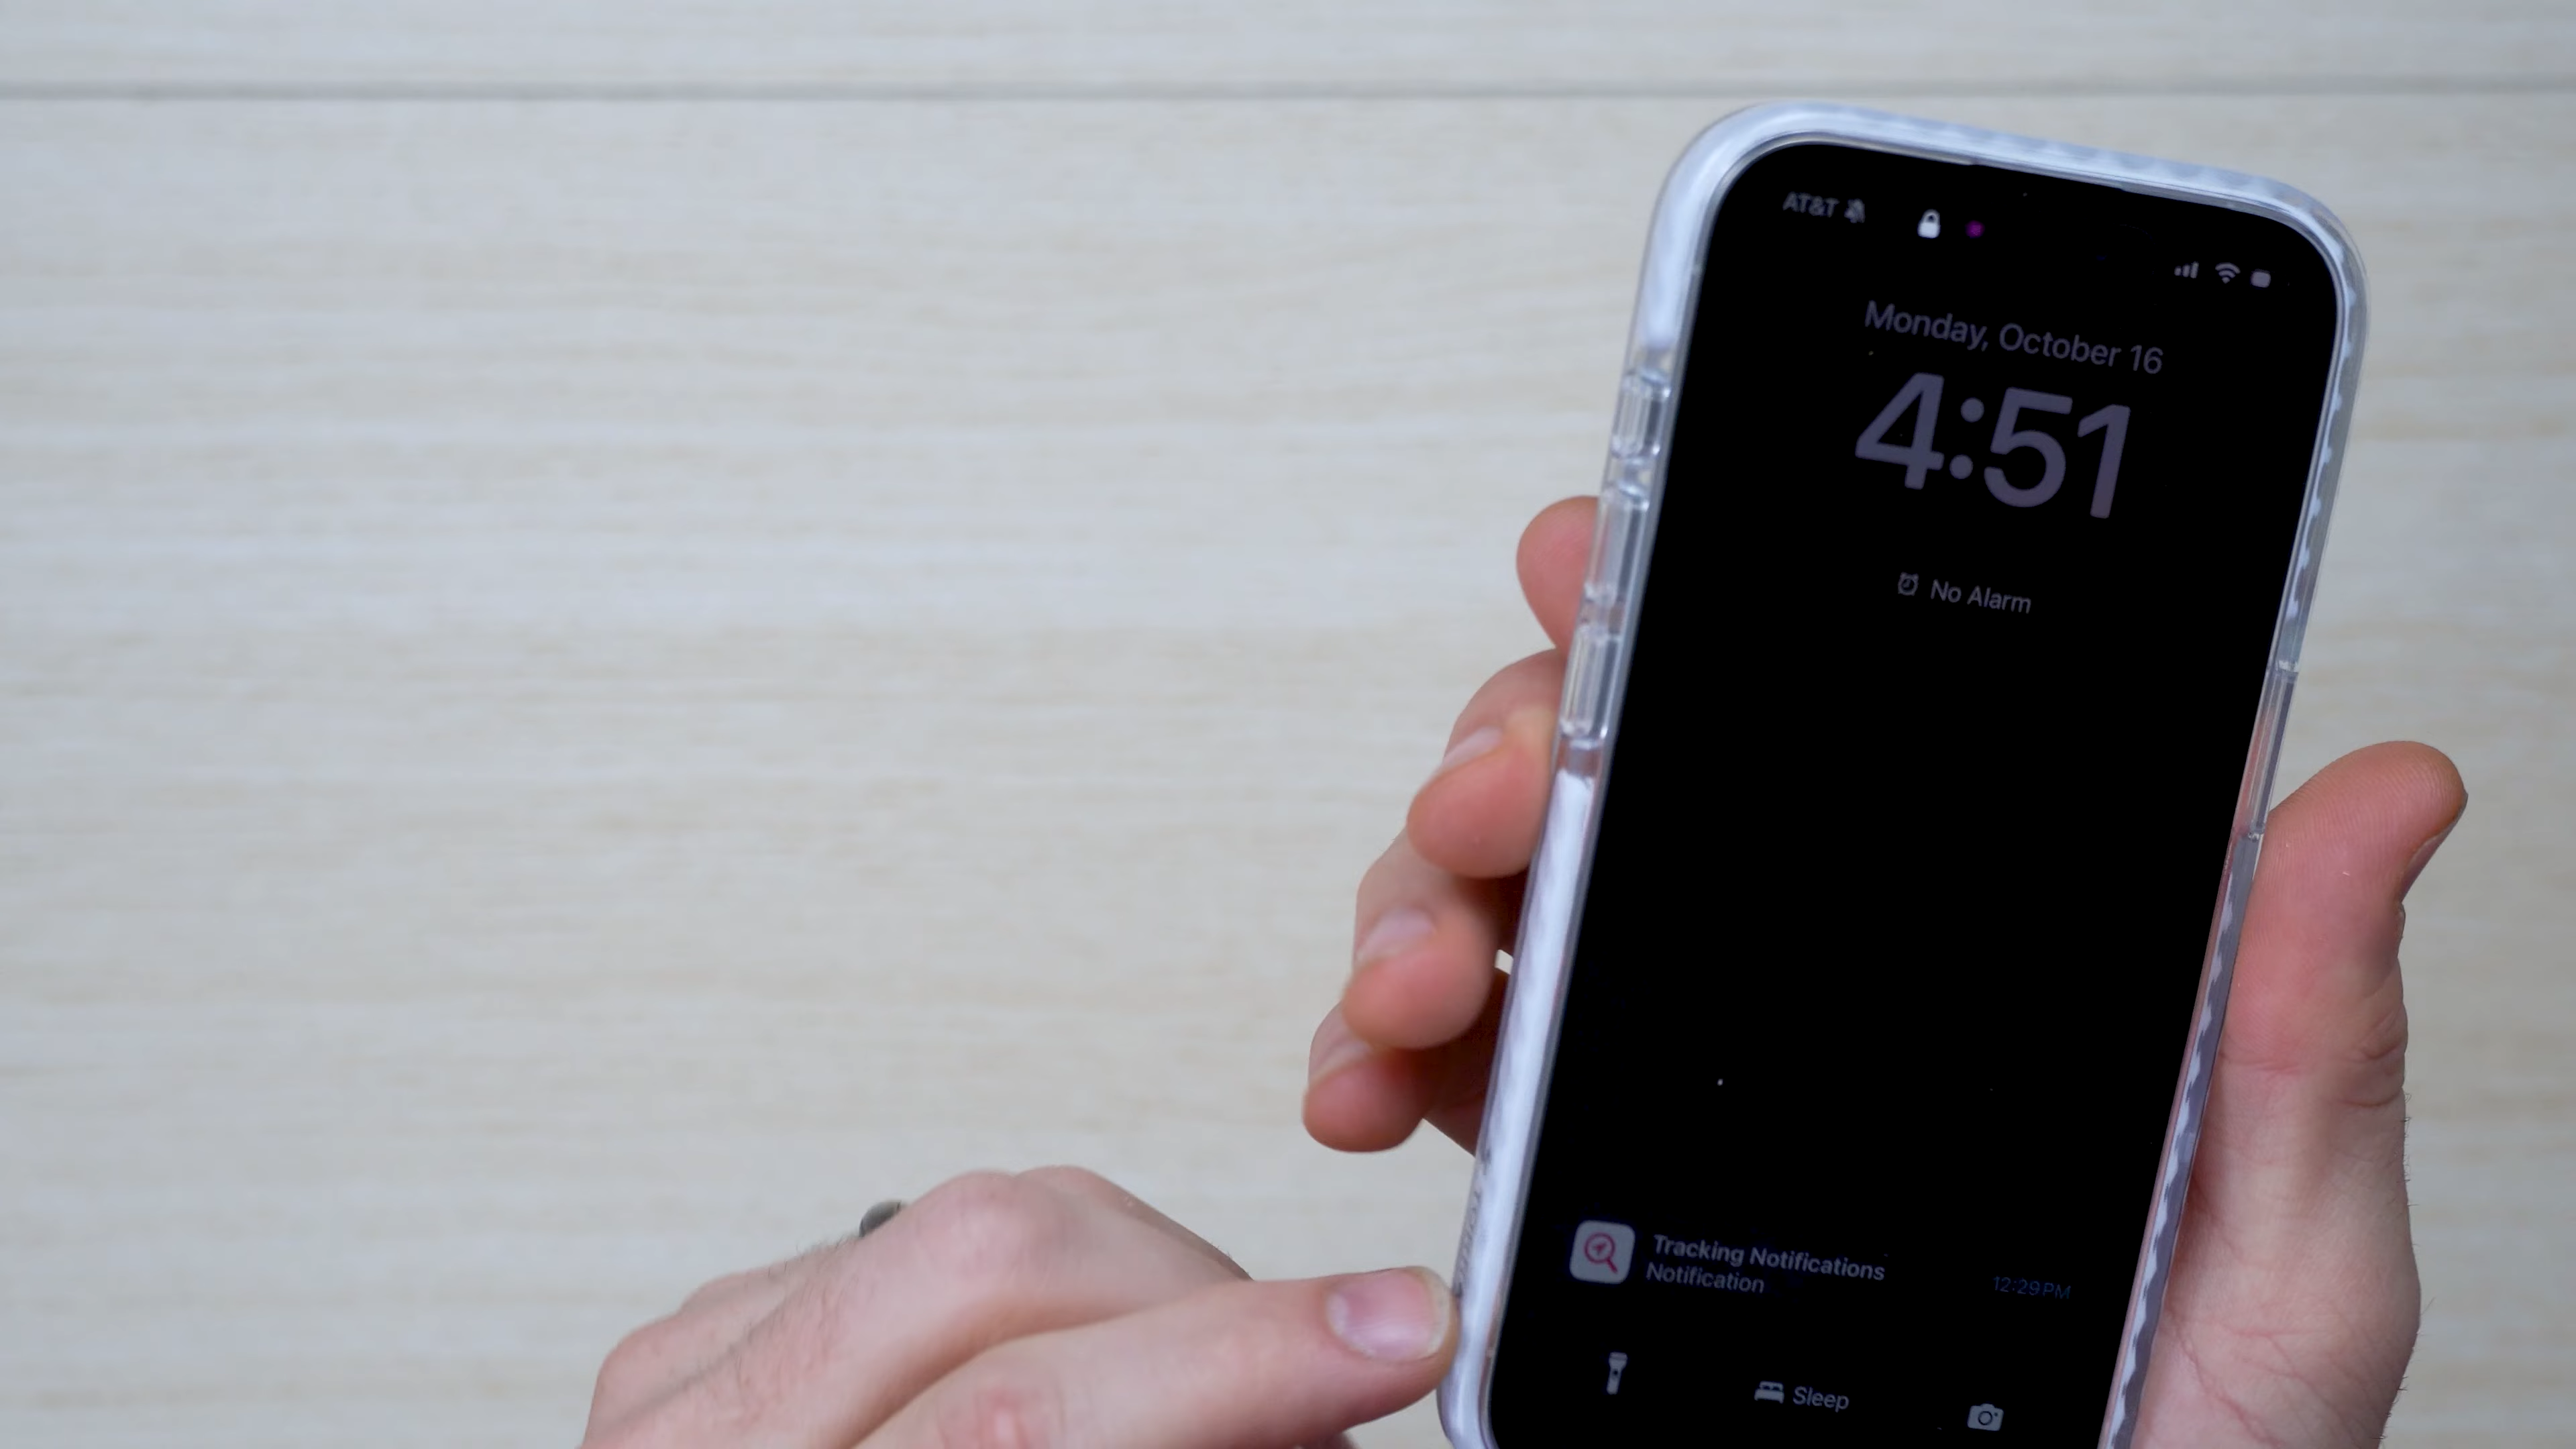 AT&T
Monday, October 16
4:51
No Alarm
Tracking Notifications
Notification
12:29 PM
Sleep